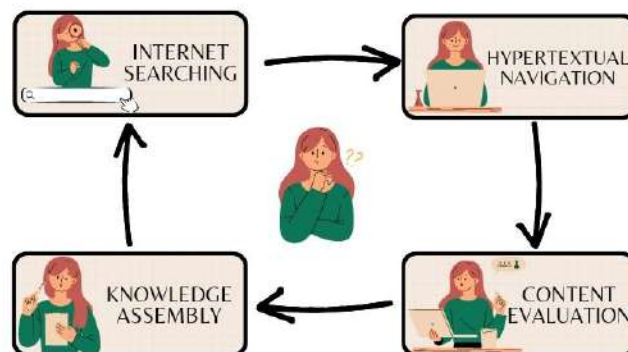 INTERNET
SEARCHING
HYPERTEXTUAL
NAVIGATION
??
KNOWLEDGE
ASSEMBLY
CONTENT
EVALUATION